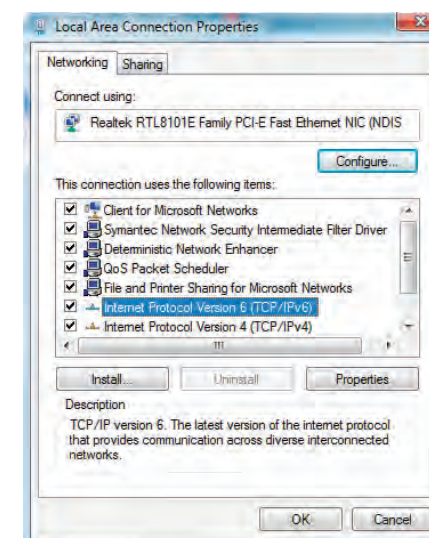 Local Area Connection Properties
Networking
Sharing
Connect using:
Realtek RTL8101E Family PCI-E Fast Ethernet NIC (NDIS
Configure...
This connection uses the following items:
Client for Microsoft Networks
Symantec Network Security Intermediate Filter Driver
Deterministic Network Enhancer
QoS Packet Scheduler
File and Printer Sharing for Microsoft Networks
Internet Protocol Version 6 (TCP/IPv6)
Internet Protocol Version 4 (TCP/IPv4)
Install...
Uninstall
Properties
Description
TCP/IP version 6. The latest version of the internet protocol
that provides communication across diverse interconnected
networks.
OK
Cancel